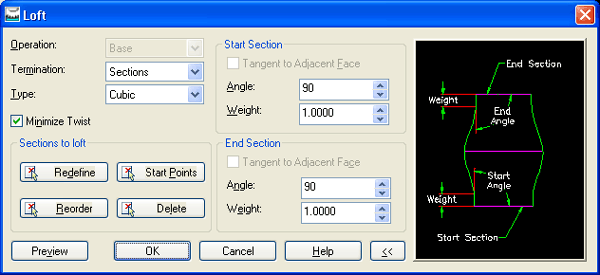 Loft
Operation: Base
Termination: Sections
Type: Cubic
Minimize Twist
Sections to loft
Redefine Start Points
Reorder Delete
Start Section
Tangent to Adjacent Face
Angle: 90
Weight: 1.0000
End Section
Tangent to Adjacent Face
Angle: 90
Weight: 1.0000
End Section
Weight
End
Angle
Start
Angle
Weight
Start Section
Preview OK Cancel Help <<